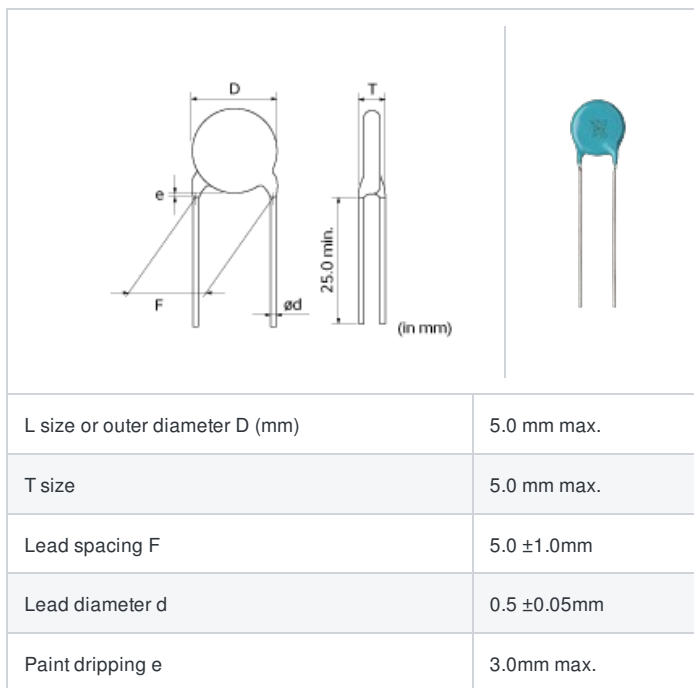 D
T
e
25.0 min.
F
ød
(in mm)
L size or outer diameter D (mm)
5.0 mm max.
T size
5.0 mm max.
Lead spacing F
5.0 ±1.0mm
Lead diameter d
0.5 ±0.05mm
Paint dripping e
3.0mm max.